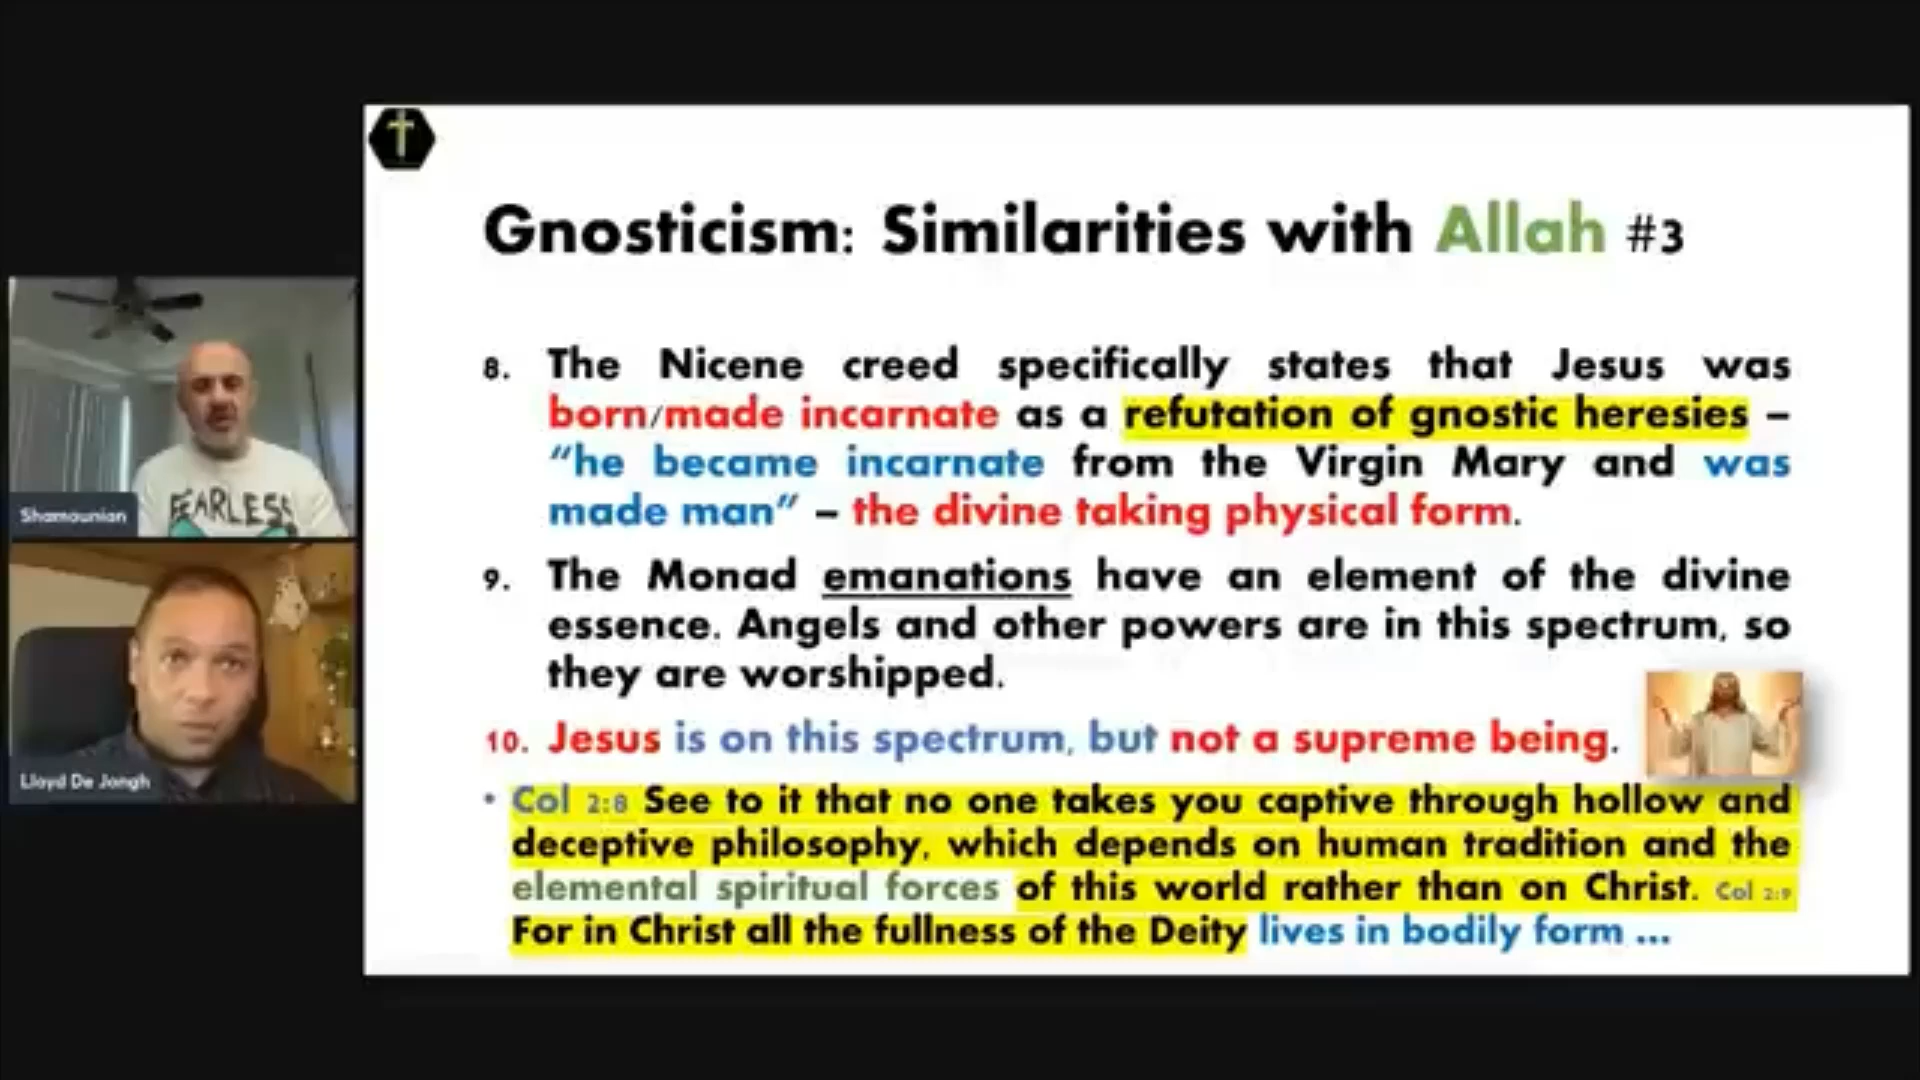 Gnosticism: Similarities with Allah #3
8. The Nicene creed specifically states that Jesus was
born/made incarnate as a refutation of gnostic heresies –
“he became incarnate from the Virgin Mary and was
made man” – the divine taking physical form.
9. The Monad emanations have an element of the divine
essence. Angels and other powers are in this spectrum, so
they are worshipped.
10. Jesus is on this spectrum, but not a supreme being.
• Col 2:8 See to it that no one takes you captive through hollow and
deceptive philosophy, which depends on human tradition and the
elemental spiritual forces of this world rather than on Christ. Col 2:9
For in Christ all the fullness of the Deity lives in bodily form ...
FEARLESS
Shamounian
Lloyd De Jongh